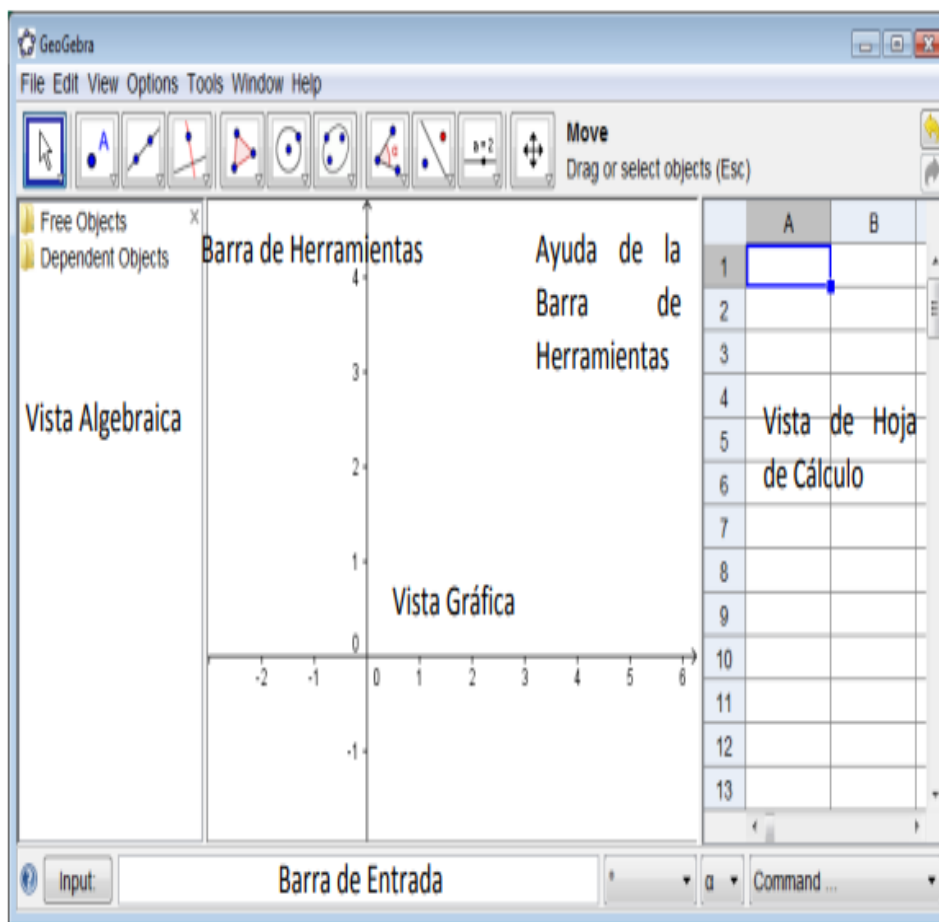 GeoGebra
File Edit View Options Tools Window Help
A
α
a=2
Move
Drag or select objects (Esc)
Free Objects
Dependent Objects
Barra de Herramientas
Ayuda de la
Barra de
Herramientas
Vista Algebraica
Vista Gráfica
4
3
2
1
0
-1
-2 -1 0 1 2 3 4 5 6
A B
1
2
3
4
5
6
7
8
9
10
11
12
13
Vista de Hoja
de Cálculo
Input:
Barra de Entrada
α
Command ...